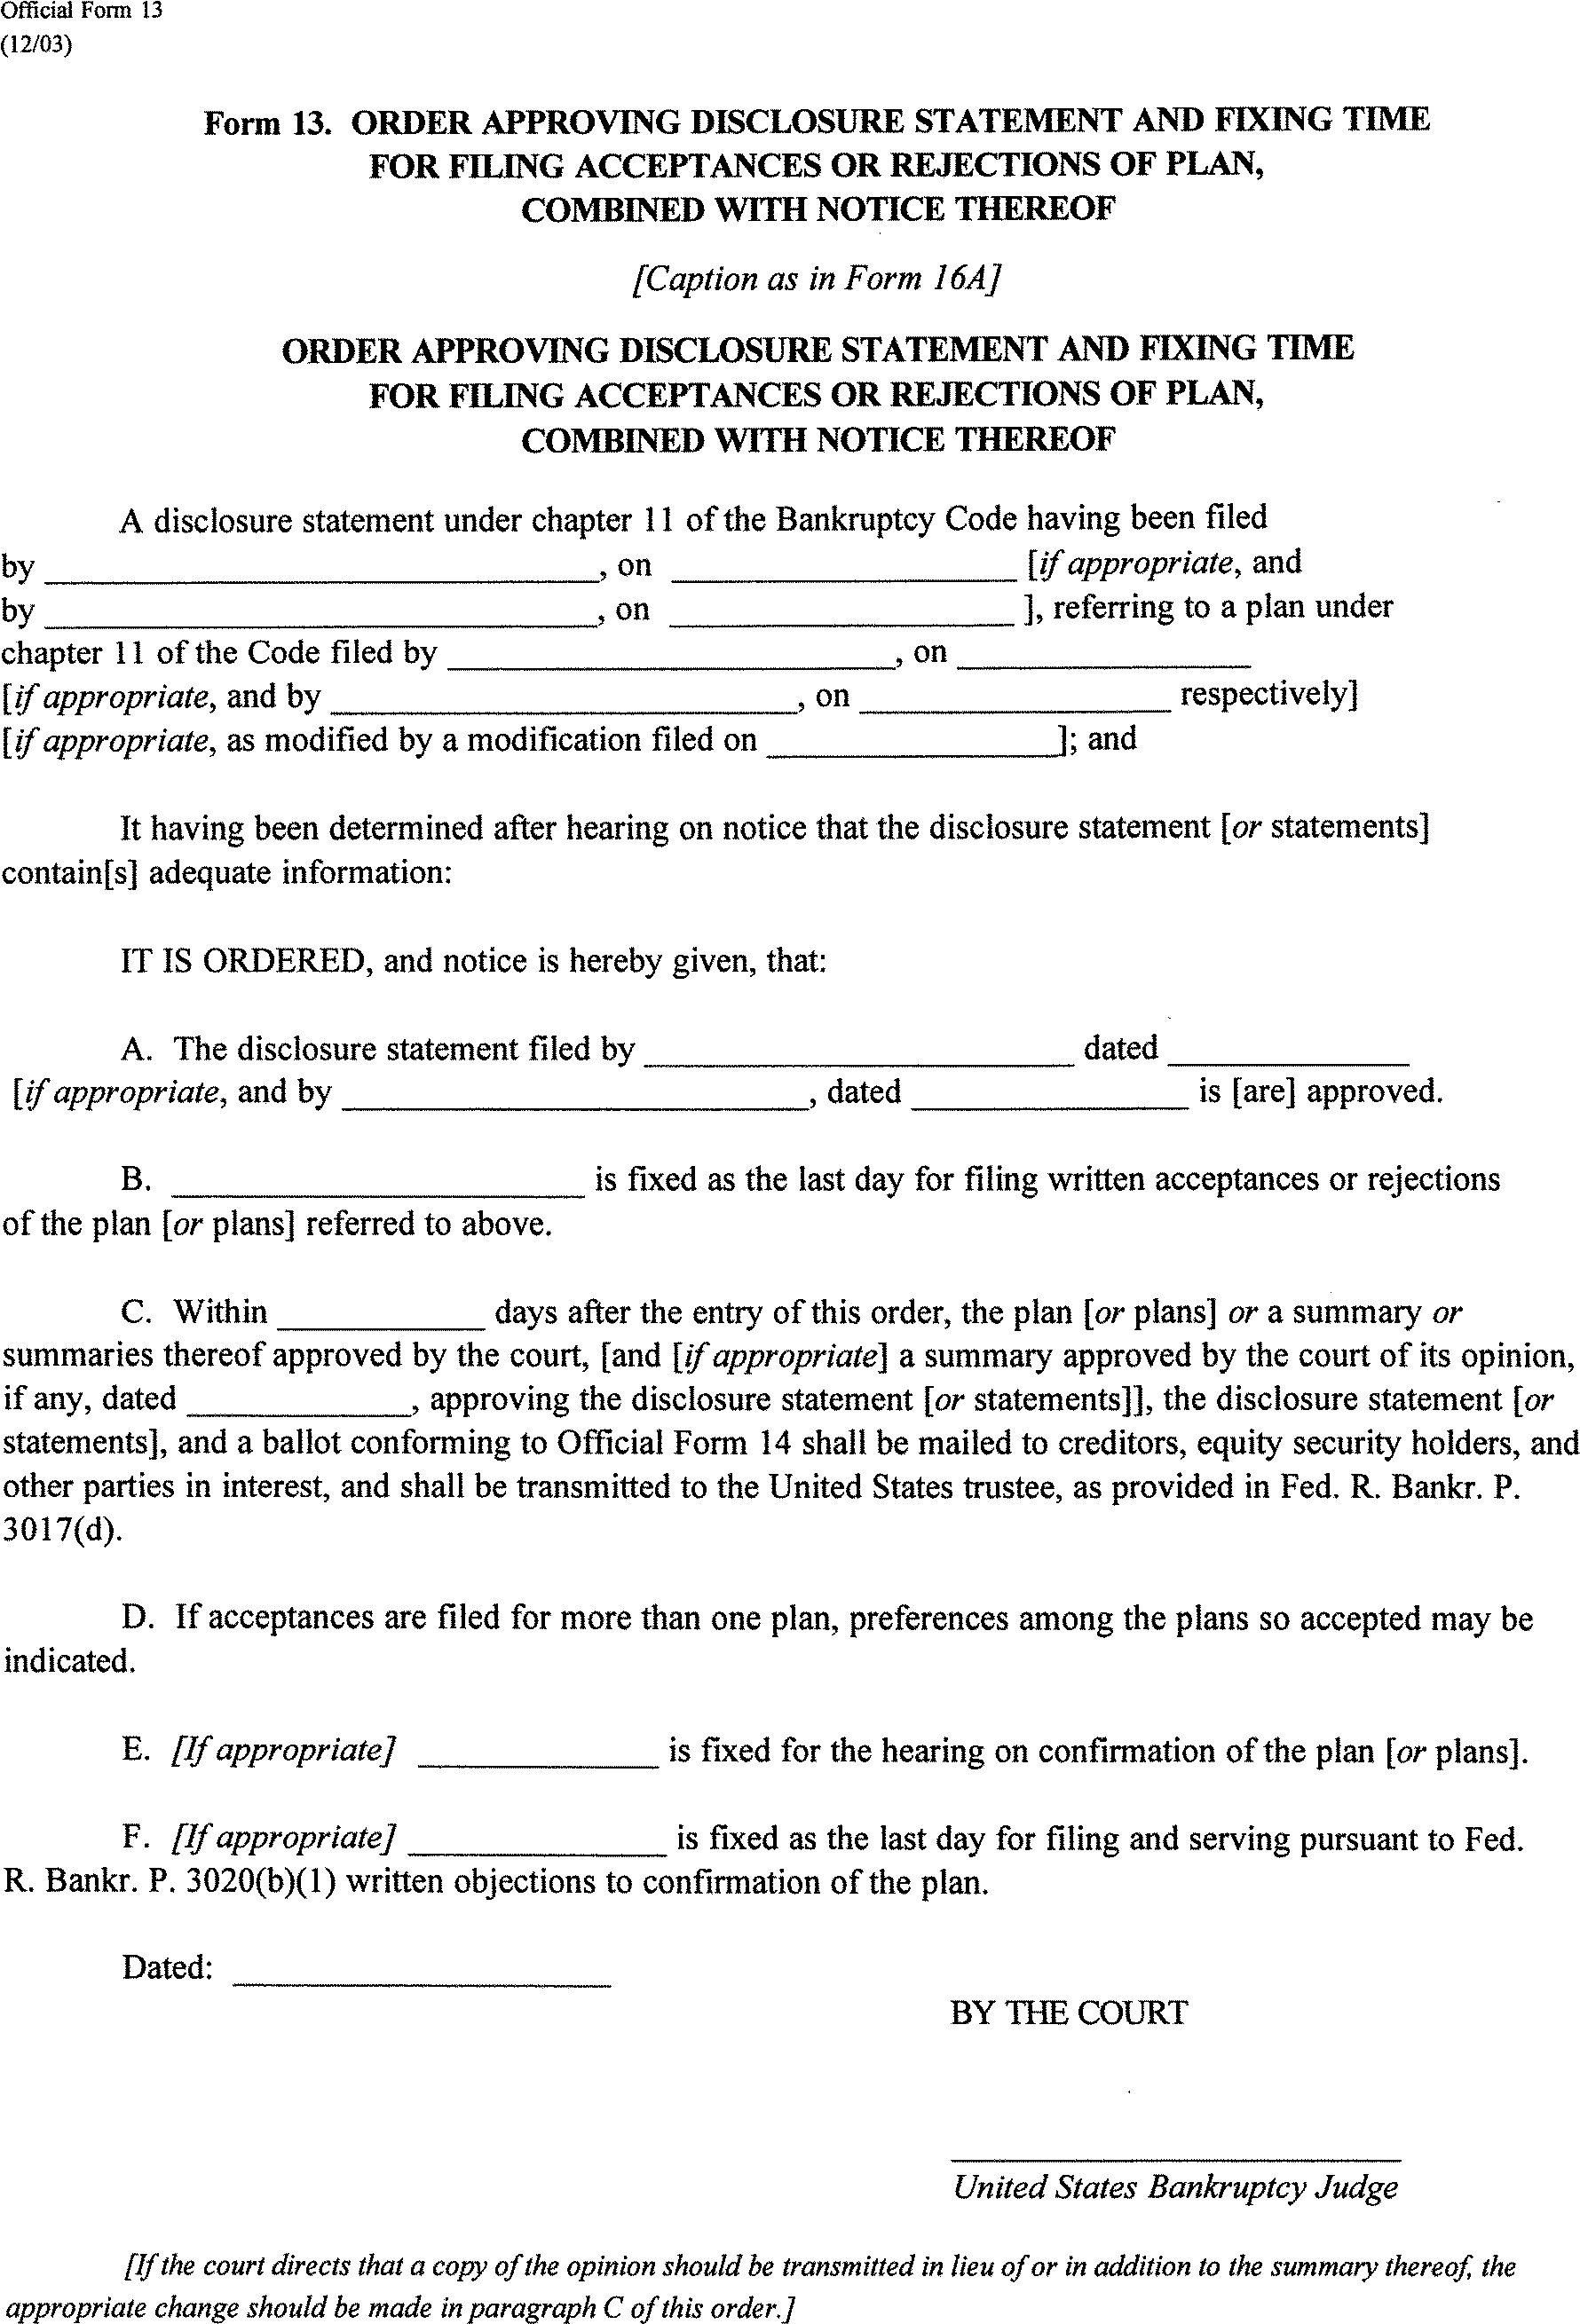 Official Form 13
(12/03)
Form 13. ORDER APPROVING DISCLOSURE STATEMENT AND FIXING TIME
FOR FILING ACCEPTANCES OR REJECTIONS OF PLAN,
COMBINED WITH NOTICE THEREOF
[Caption as in Form 16A]
ORDER APPROVING DISCLOSURE STATEMENT AND FIXING TIME
FOR FILING ACCEPTANCES OR REJECTIONS OF PLAN,
COMBINED WITH NOTICE THEREOF
A disclosure statement under chapter 11 of the Bankruptcy Code having been filed
by ______________________, on ______________ [if appropriate, and
by ______________________, on ______________ ], referring to a plan under
chapter 11 of the Code filed by ____________________, on ____________
[if appropriate, and by ____________________, on _____________ respectively]
[if appropriate, as modified by a modification filed on ____________]; and
It having been determined after hearing on notice that the disclosure statement [or statements]
contain[s] adequate information:
IT IS ORDERED, and notice is hereby given, that:
A. The disclosure statement filed by __________________ dated __________
[if appropriate, and by ____________________, dated ____________ is [are] approved.
B. _________________ is fixed as the last day for filing written acceptances or rejections
of the plan [or plans] referred to above.
C. Within _________ days after the entry of this order, the plan [or plans] or a summary or
summaries thereof approved by the court, [and [if appropriate] a summary approved by the court of its opinion,
if any, dated __________, approving the disclosure statement [or statements]], the disclosure statement [or
statements], and a ballot conforming to Official Form 14 shall be mailed to creditors, equity security holders, and
other parties in interest, and shall be transmitted to the United States trustee, as provided in Fed. R. Bankr. P.
3017(d).
D. If acceptances are filed for more than one plan, preferences among the plans so accepted may be
indicated.
E. [If appropriate] __________ is fixed for the hearing on confirmation of the plan [or plans].
F. [If appropriate] ___________ is fixed as the last day for filing and serving pursuant to Fed.
R. Bankr. P. 3020(b)(1) written objections to confirmation of the plan.
Dated: ________________
BY THE COURT
___________________
United States Bankruptcy Judge
[If the court directs that a copy of the opinion should be transmitted in lieu of or in addition to the summary thereof, the
appropriate change should be made in paragraph C of this order.]